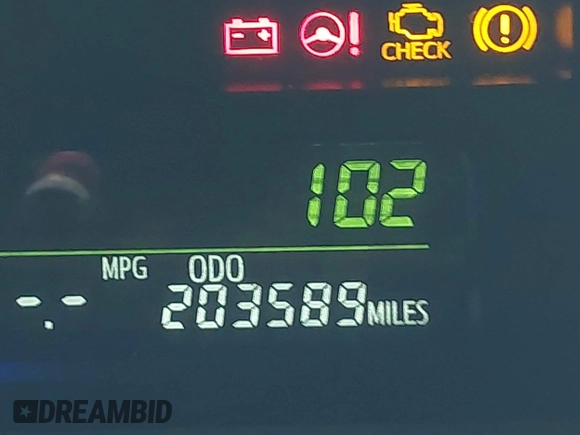 CHECK
102
MPG ODO
-.- 203589 MILES
DREAMBID